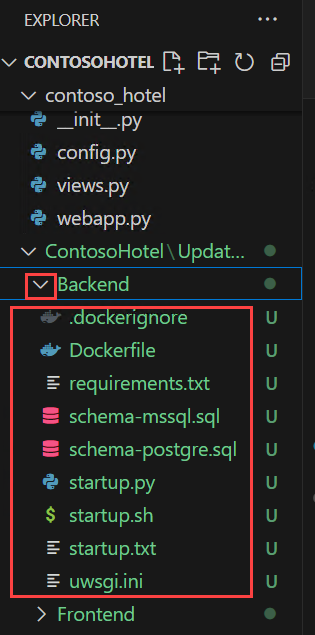 EXPLORER ···
CONTOSOHOTEL
contoso_hotel
__init__.py
config.py
views.py
webapp.py
ContosoHotel\Updat...
Backend
.dockerignore U
Dockerfile U
requirements.txt U
schema-mssql.sql U
schema-postgre.sql U
startup.py U
$ startup.sh U
startup.txt U
uwsgi.ini U
Frontend